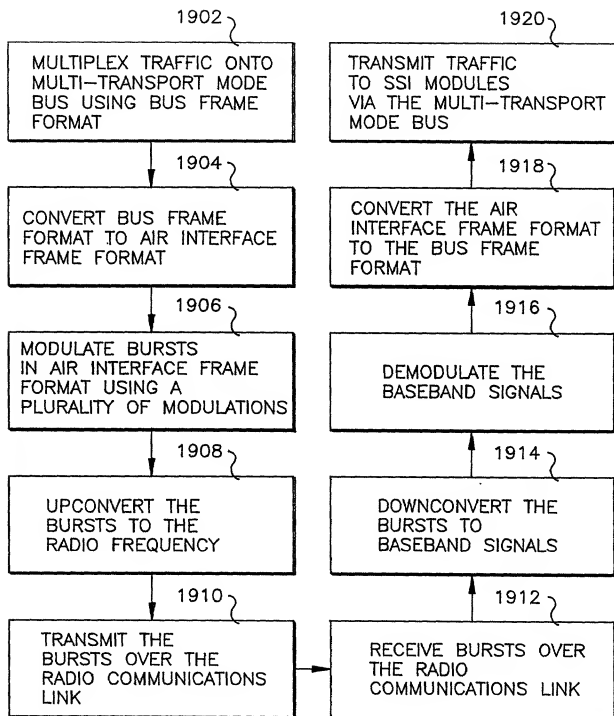 1902
MULTIPLEX TRAFFIC ONTO
MULTI-TRANSPORT MODE
BUS USING BUS FRAME
FORMAT
1904
CONVERT BUS FRAME
FORMAT TO AIR INTERFACE
FRAME FORMAT
1906
MODULATE BURSTS
IN AIR INTERFACE FRAME
FORMAT USING A
PLURALITY OF MODULATIONS
1908
UPCONVERT THE
BURSTS TO THE
RADIO FREQUENCY
1910
TRANSMIT THE
BURSTS OVER THE
RADIO COMMUNICATIONS
LINK
1912
RECEIVE BURSTS OVER
THE RADIO
COMMUNICATIONS LINK
1914
DOWNCONVERT THE
BURSTS TO
BASEBAND SIGNALS
1916
DEMODULATE THE
BASEBAND SIGNALS
1918
CONVERT THE AIR
INTERFACE FRAME FORMAT
TO THE BUS FRAME
FORMAT
1920
TRANSMIT TRAFFIC
TO SSI MODULES
VIA THE MULTI-TRANSPORT
MODE BUS